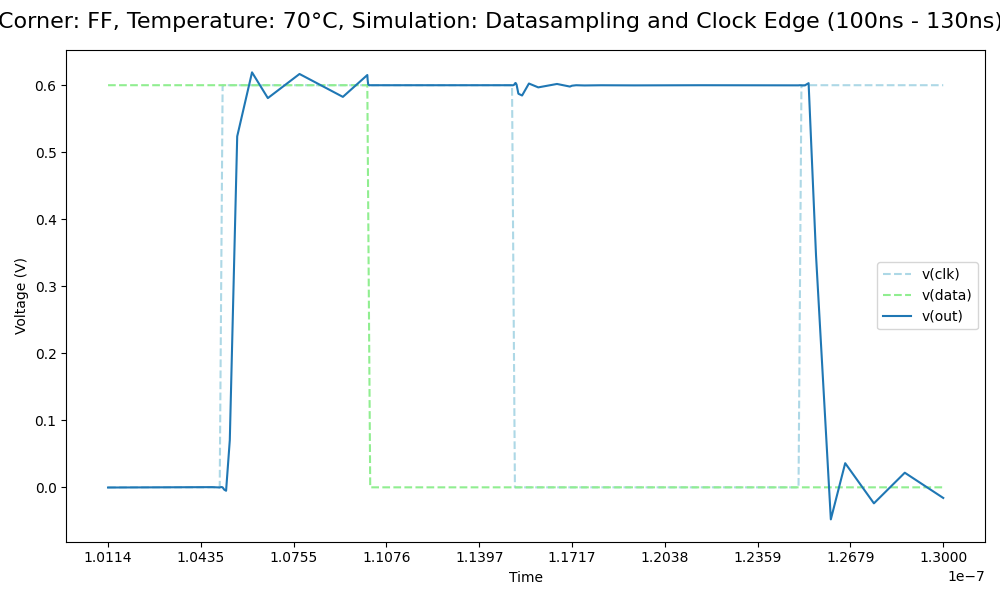 Corner: FF, Temperature: 70°C, Simulation: Datasampling and Clock Edge (100ns - 130ns)
0.6
0.5
0.4
0.3
0.2
0.1
0.0
Voltage (V)
v(clk)
v(data)
v(out)
1.0114 1.0435 1.0755 1.1076 1.1397 1.1717 1.2038 1.2359 1.2679 1.3000
1e−7
Time